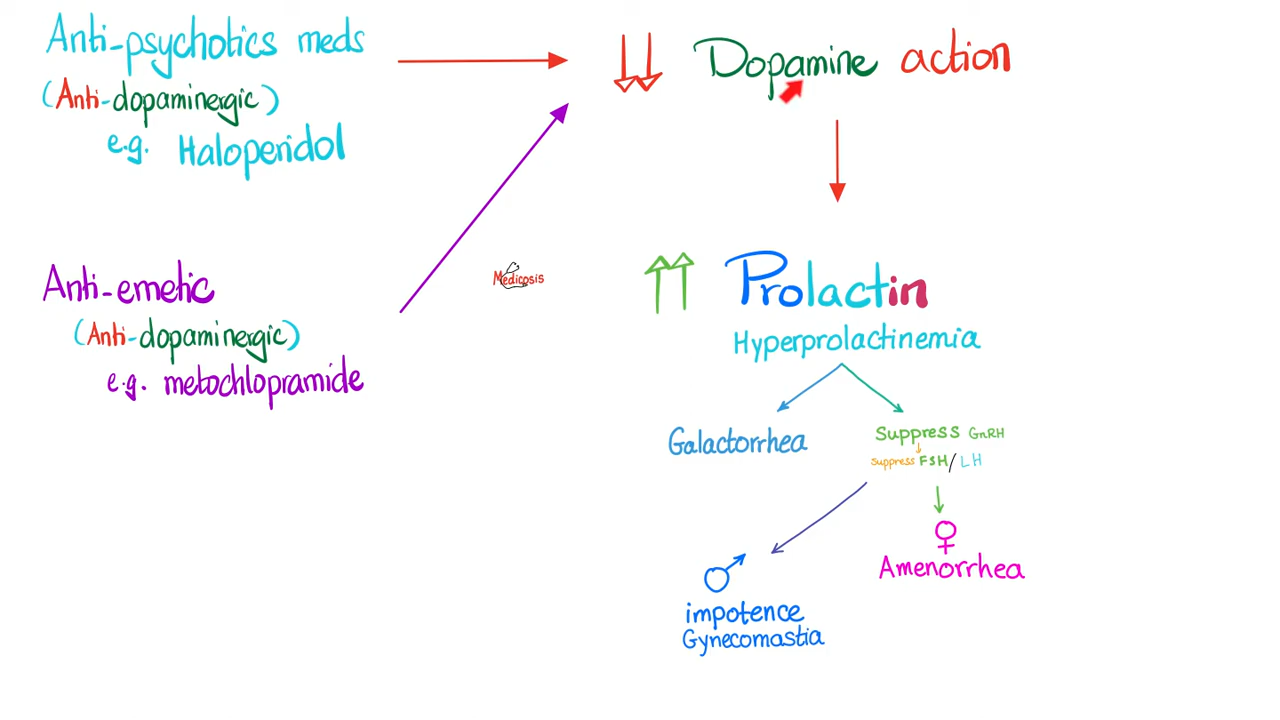 Anti-psychotics meds
(Anti-dopaminergic)
e.g. Haloperidol
Dopamine action
Anti-emetic
(Anti-dopaminergic)
e.g. metochlopramide
Medicosis
Prolactin
Hyperprolactinemia
Galactorrhea
Suppress GnRH
suppress FSH/LH
Amenorrhea
impotence
Gynecomastia